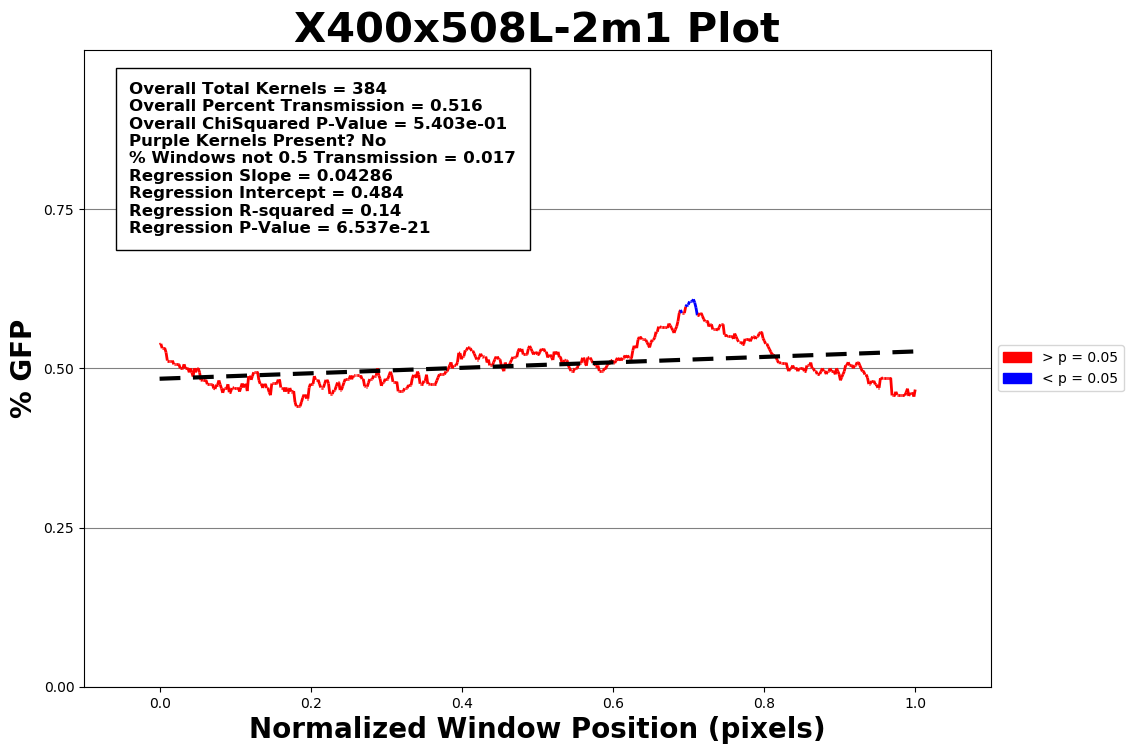 X400x508L-2m1 Plot
Overall Total Kernels = 384
Overall Percent Transmission = 0.516
Overall ChiSquared P-Value = 5.403e-01
Purple Kernels Present? No
% Windows not 0.5 Transmission = 0.017
Regression Slope = 0.04286
Regression Intercept = 0.484
Regression R-squared = 0.14
Regression P-Value = 6.537e-21
% GFP
0.75
0.50
0.25
0.00
> p = 0.05
< p = 0.05
0.0 0.2 0.4 0.6 0.8 1.0
Normalized Window Position (pixels)